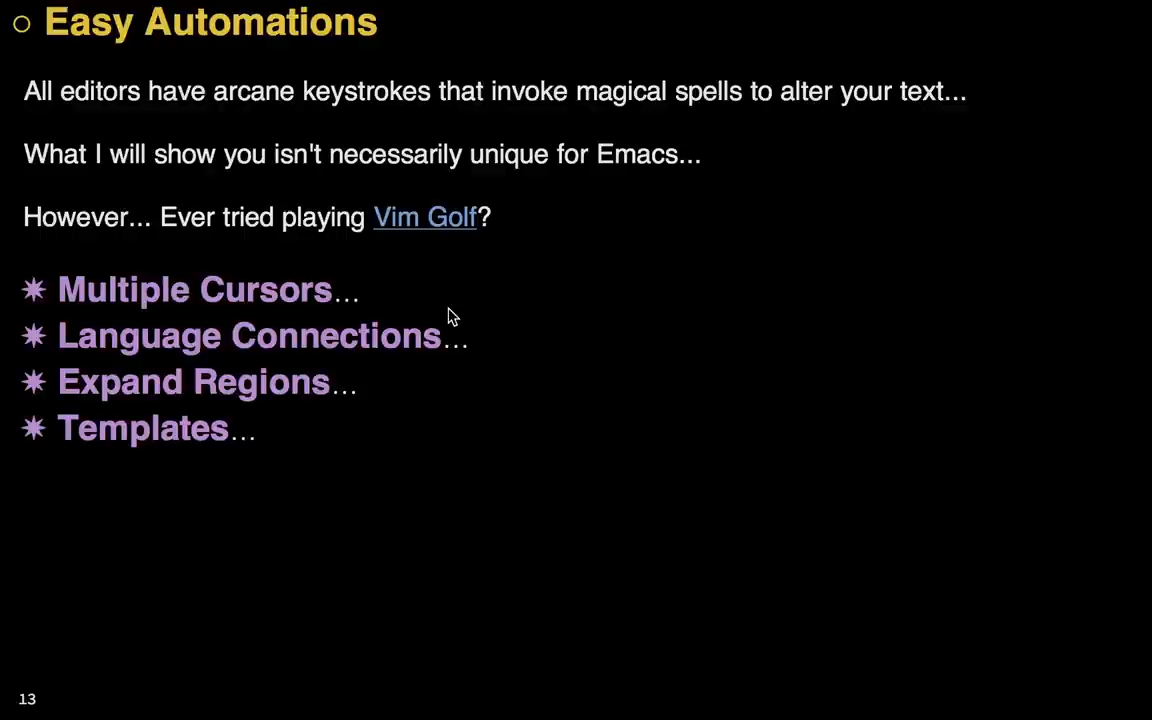 ○ Easy Automations
All editors have arcane keystrokes that invoke magical spells to alter your text...
What I will show you isn't necessarily unique for Emacs...
However... Ever tried playing Vim Golf?
✷ Multiple Cursors...
✷ Language Connections...
✷ Expand Regions...
✷ Templates...
13